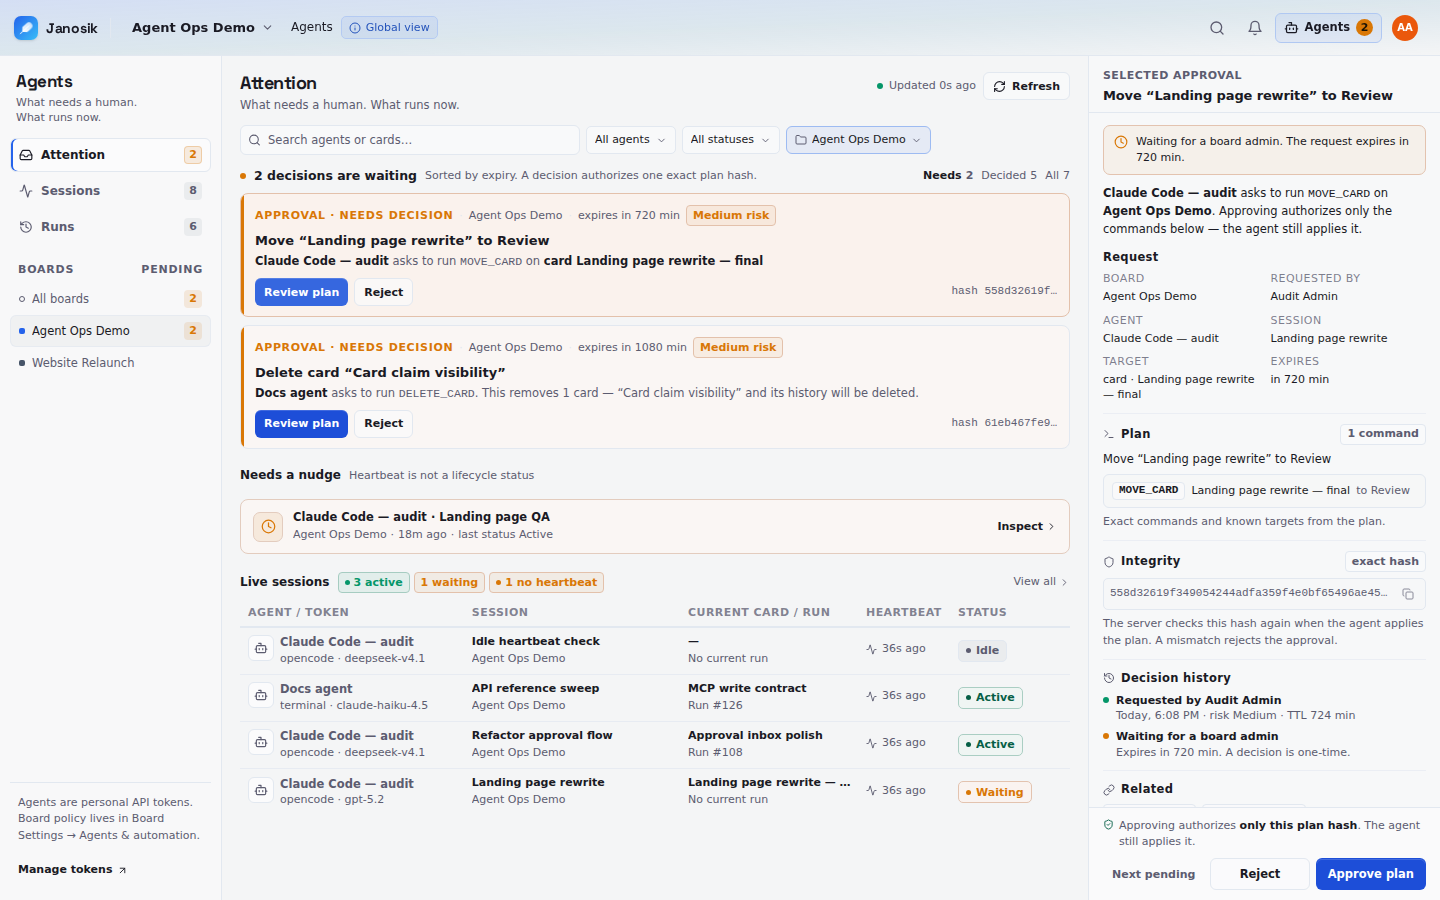 Janosik
Agent Ops Demo
Agents
Global view
Agents 2
AA
Agents
What needs a human.
What runs now.
Attention 2
Sessions 8
Runs 6
BOARDS PENDING
All boards 2
Agent Ops Demo 2
Website Relaunch
Agents are personal API tokens.
Board policy lives in Board
Settings → Agents & automation.
Manage tokens
Attention
What needs a human. What runs now.
Updated 0s ago
Refresh
Search agents or cards…
All agents
All statuses
Agent Ops Demo
2 decisions are waiting Sorted by expiry. A decision authorizes one exact plan hash.
Needs 2 Decided 5 All 7
APPROVAL · NEEDS DECISION Agent Ops Demo expires in 720 min Medium risk
Move “Landing page rewrite” to Review
Claude Code — audit asks to run MOVE_CARD on card Landing page rewrite — final
Review plan Reject hash 558d32619f…
APPROVAL · NEEDS DECISION Agent Ops Demo expires in 1080 min Medium risk
Delete card “Card claim visibility”
Docs agent asks to run DELETE_CARD. This removes 1 card — “Card claim visibility” and its history will be deleted.
Review plan Reject hash 61eb467fe9…
Needs a nudge Heartbeat is not a lifecycle status
Claude Code — audit · Landing page QA
Agent Ops Demo · 18m ago · last status Active
Inspect
Live sessions 3 active 1 waiting 1 no heartbeat View all
AGENT / TOKEN SESSION CURRENT CARD / RUN HEARTBEAT STATUS
Claude Code — audit Idle heartbeat check — 36s ago Idle
opencode · deepseek-v4.1 Agent Ops Demo No current run
Docs agent API reference sweep MCP write contract 36s ago Active
terminal · claude-haiku-4.5 Agent Ops Demo Run #126
Claude Code — audit Refactor approval flow Approval inbox polish 36s ago Active
opencode · deepseek-v4.1 Agent Ops Demo Run #108
Claude Code — audit Landing page rewrite Landing page rewrite — … 36s ago Waiting
opencode · gpt-5.2 Agent Ops Demo No current run
SELECTED APPROVAL
Move “Landing page rewrite” to Review
Waiting for a board admin. The request expires in
720 min.
Claude Code — audit asks to run MOVE_CARD on
Agent Ops Demo. Approving authorizes only the
commands below — the agent still applies it.
Request
BOARD REQUESTED BY
Agent Ops Demo Audit Admin
AGENT SESSION
Claude Code — audit Landing page rewrite
TARGET EXPIRES
card · Landing page rewrite in 720 min
— final
Plan 1 command
Move “Landing page rewrite” to Review
MOVE_CARD Landing page rewrite — final to Review
Exact commands and known targets from the plan.
Integrity exact hash
558d32619f349054244adfa359f4e0bf65496ae45…
The server checks this hash again when the agent applies
the plan. A mismatch rejects the approval.
Decision history
Requested by Audit Admin
Today, 6:08 PM · risk Medium · TTL 724 min
Waiting for a board admin
Expires in 720 min. A decision is one-time.
Related
Approving authorizes only this plan hash. The agent
still applies it.
Next pending Reject Approve plan